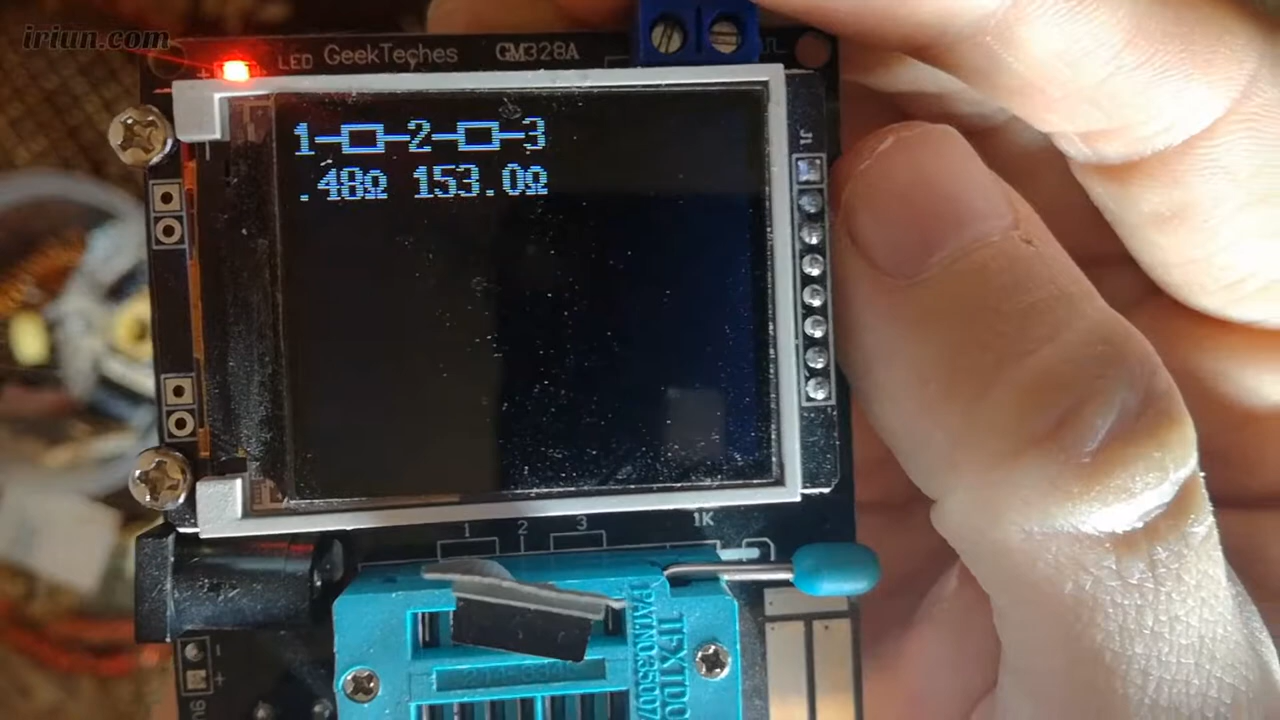 iriun.com
LED GeekTeches GM328A
1 2 3
.48Ω 153.0Ω
J1
1 2 3 1K
- +